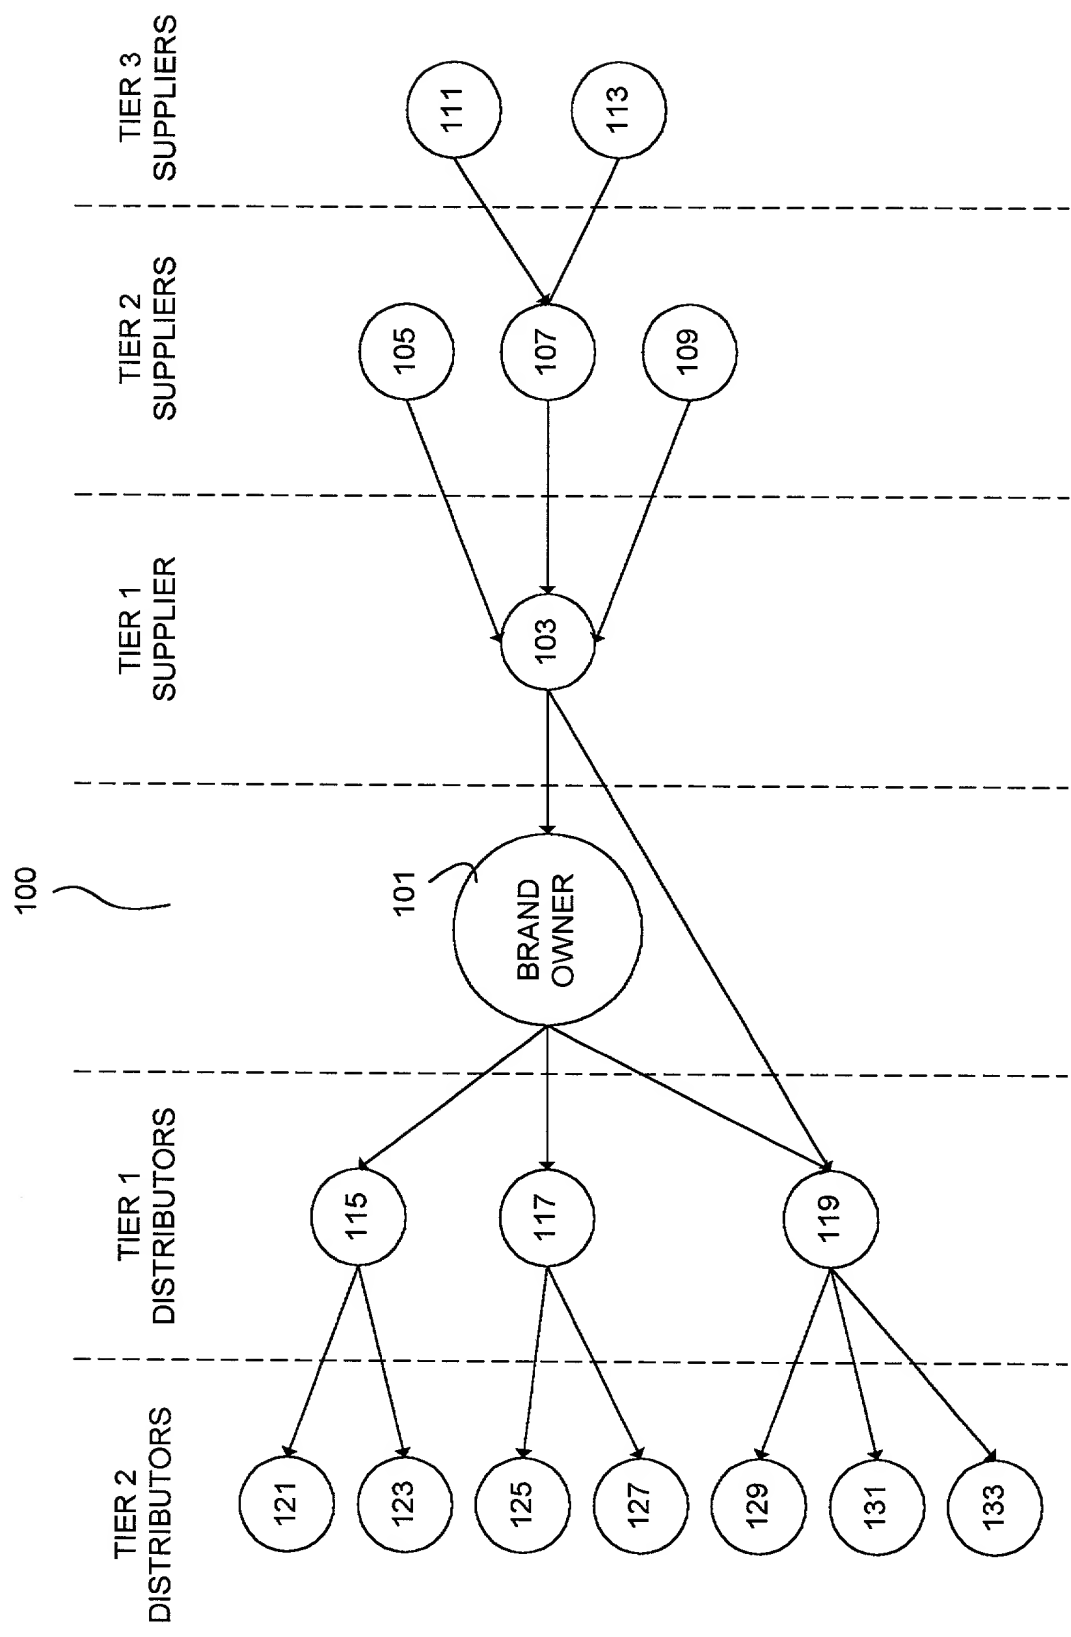 100
TIER 2
DISTRIBUTORS
TIER 1
DISTRIBUTORS
TIER 1
SUPPLIER
TIER 2
SUPPLIERS
TIER 3
SUPPLIERS
121
123
125
127
129
131
133
115
117
119
101
BRAND
OWNER
103
105
107
109
111
113